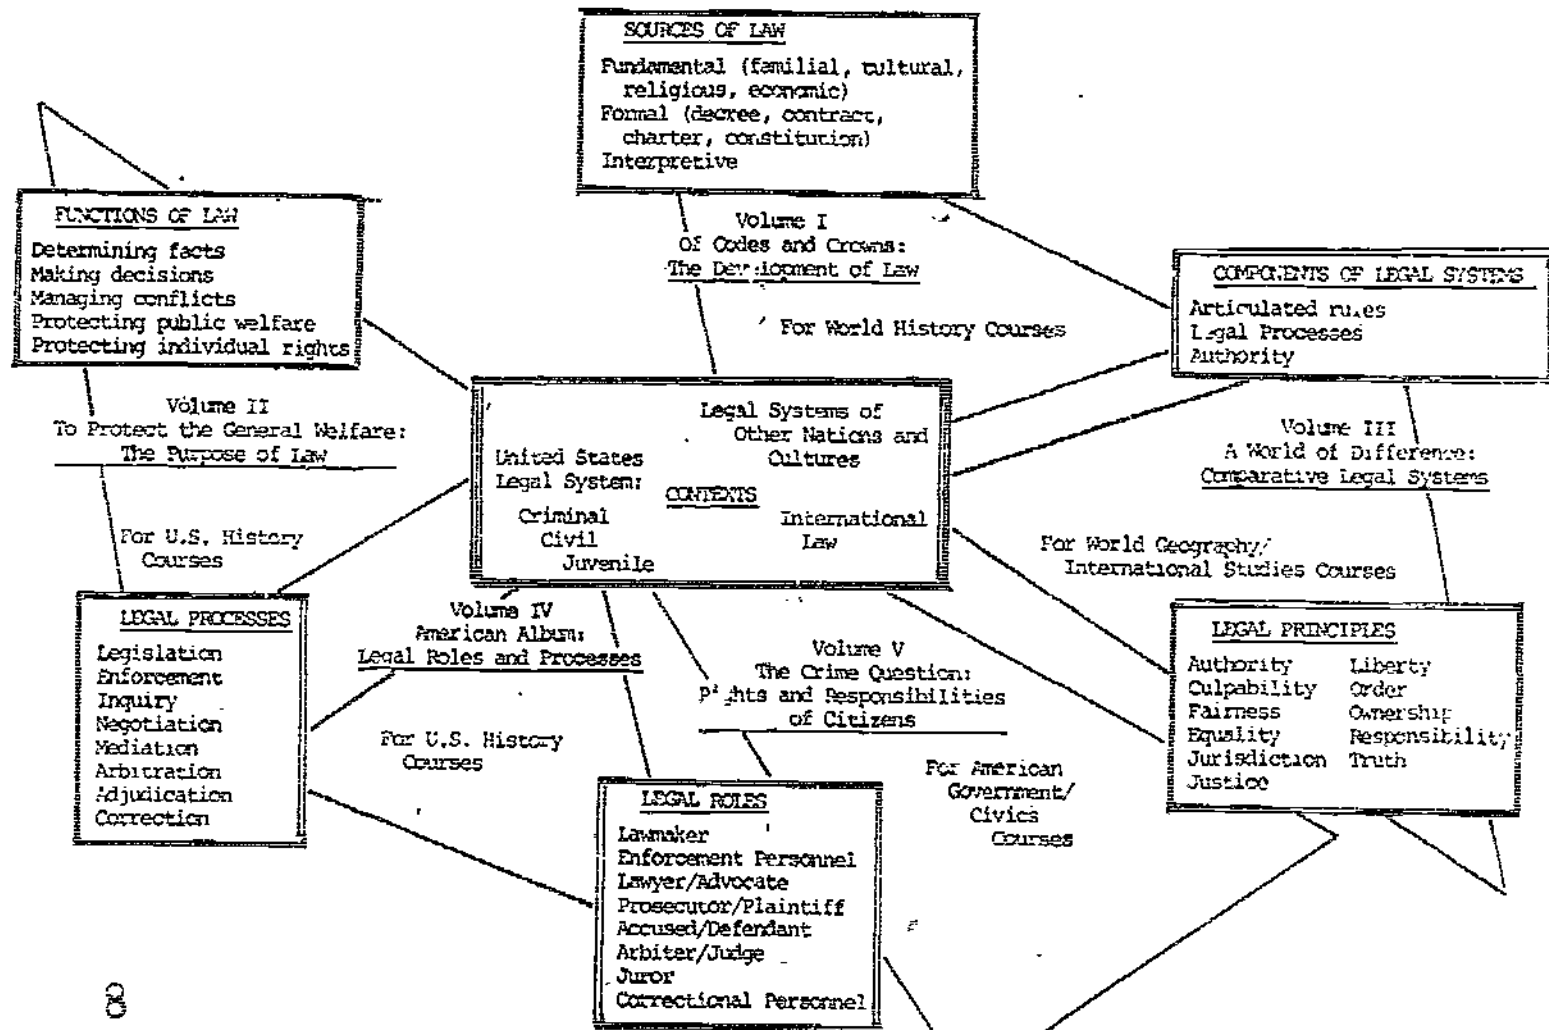 SOURCES OF LAW
Fundamental (familial, cultural,
religious, economic)
Formal (decree, contract,
charter, constitution)
Interpretive
FUNCTIONS OF LAW
Determining facts
Making decisions
Managing conflicts
Protecting public welfare
Protecting individual rights
Volume I
Of Codes and Crowns:
The Development of Law
For World History Courses
COMPONENTS OF LEGAL SYSTEMS
Articulated rules
Legal Processes
Authority
Volume II
To Protect the General Welfare:
The Purpose of Law
For U.S. History
Courses
Legal Systems of
Other Nations and
Cultures
United States
Legal System:
CONTEXTS
Criminal
Civil
Juvenile
International
Law
Volume III
A World of Difference:
Comparative Legal Systems
For World Geography/
International Studies Courses
LEGAL PROCESSES
Legislation
Enforcement
Inquiry
Negotiation
Mediation
Arbitration
Adjudication
Correction
Volume IV
American Album:
Legal Roles and Processes
For U.S. History
Courses
Volume V
The Crime Question:
Rights and Responsibilities
of Citizens
For American
Government/
Civics
Courses
LEGAL PRINCIPLES
Authority Liberty
Culpability Order
Fairness Ownership
Equality Responsibility
Jurisdiction Truth
Justice
LEGAL ROLES
Lawmaker
Enforcement Personnel
Lawyer/Advocate
Prosecutor/Plaintiff
Accused/Defendant
Arbiter/Judge
Juror
Correctional Personnel
8